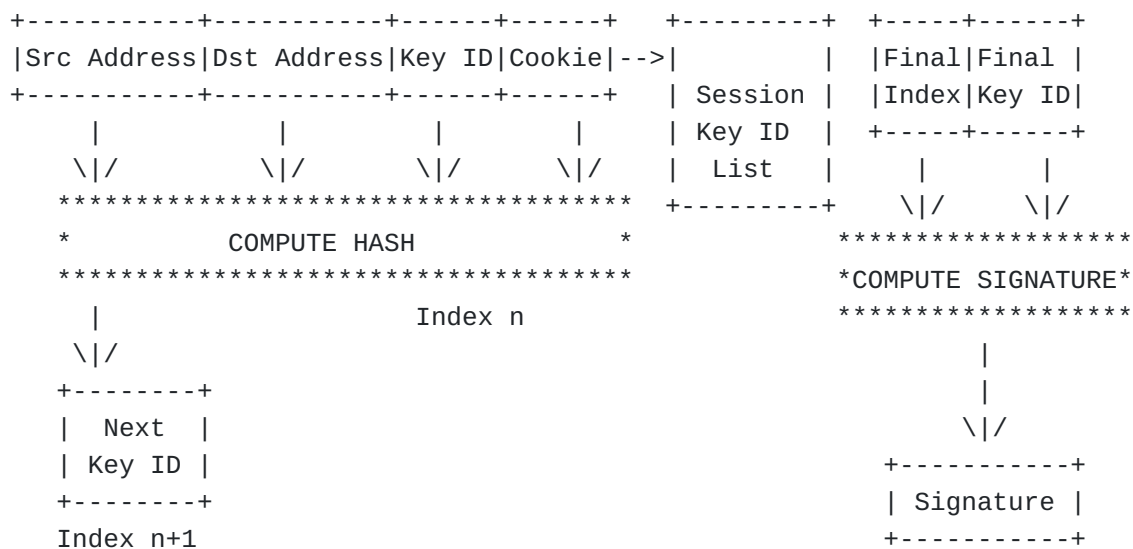 +-----------+-----------+------+------+   +---------+  +-----+------+
|Src Address|Dst Address|Key ID|Cookie|-->|         |  |Final|Final |
+-----------+-----------+------+------+   | Session |  |Index|Key ID|
     |           |         |        |     | Key ID  |  +-----+------+
    \|/         \|/       \|/      \|/    |  List   |     |       |
   *************************************  +---------+    \|/     \|/
   *          COMPUTE HASH             *             *******************
   *************************************             *COMPUTE SIGNATURE*
     |                    Index n                    *******************
    \|/                                                       |
   +--------+                                                 |
   |  Next  |                                                \|/
   | Key ID |                                           +-----------+
   +--------+                                           | Signature |
   Index n+1                                            +-----------+